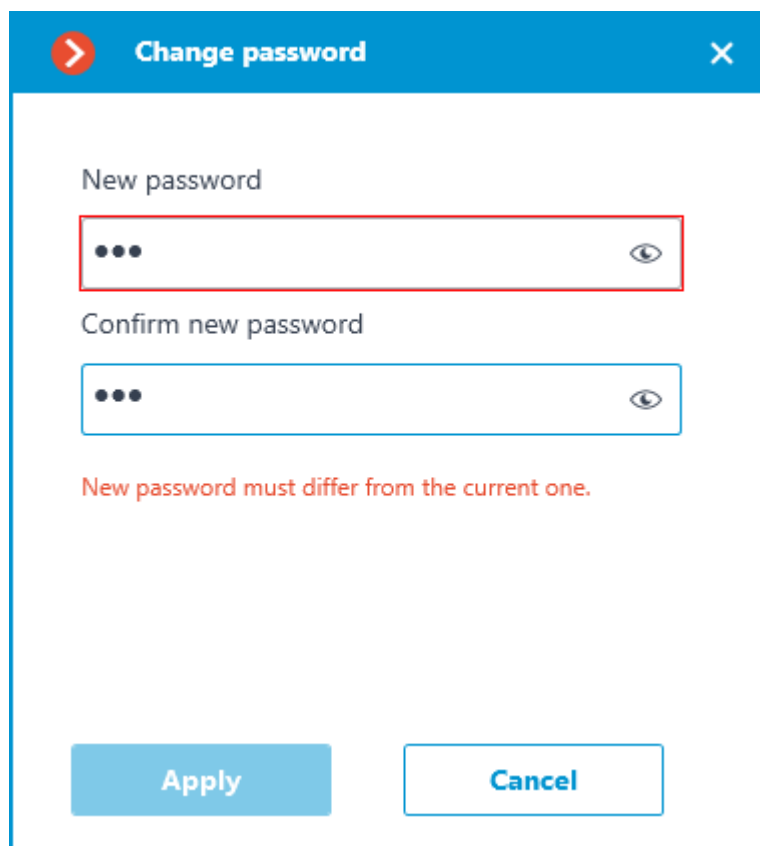 Change password
New password
•••
Confirm new password
•••
New password must differ from the current one.
Apply
Cancel